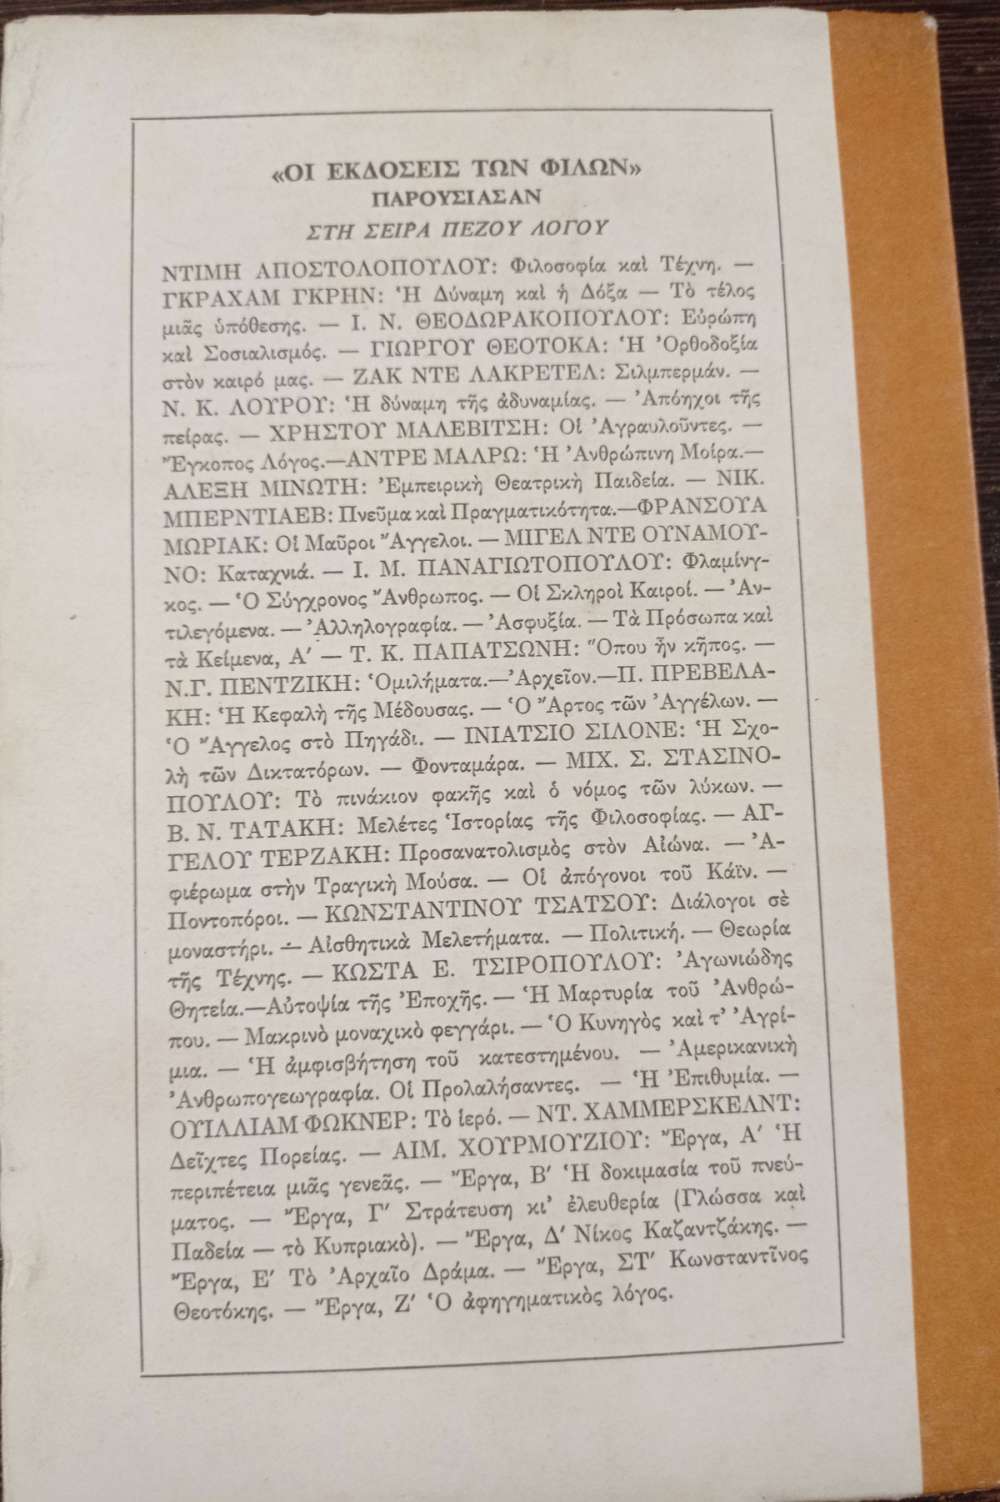 «ΟΙ ΕΚΔΟΣΕΙΣ ΤΩΝ ΦΙΛΩΝ»
ΠΑΡΟΥΣΙΑΣΑΝ
ΣΤΗ ΣΕΙΡΑ ΠΕΖΟΥ ΛΟΓΟΥ
ΝΤΙΜΗ ΑΠΟΣΤΟΛΟΠΟΥΛΟΥ: Φιλοσοφία καὶ Τέχνη. —
ΓΚΡΑΧΑΜ ΓΚΡΗΝ: Ἡ Δύναμη καὶ ἡ Δόξα — Τὸ τέλος
μιᾶς ὑπόθεσης. — Ι. Ν. ΘΕΟΔΩΡΑΚΟΠΟΥΛΟΥ: Εὐρώπη
καὶ Σοσιαλισμός. — ΓΙΩΡΓΟΥ ΘΕΟΤΟΚΑ: Ἡ Ὀρθοδοξία
στὸν καιρό μας. — ΖΑΚ ΝΤΕ ΛΑΚΡΕΤΕΛ: Σιλμπερμάν. —
Ν. Κ. ΛΟΥΡΟΥ: Ἡ δύναμη τῆς ἀδυναμίας. — Ἀπόηχοι τῆς
πείρας. — ΧΡΗΣΤΟΥ ΜΑΛΕΒΙΤΣΗ: Οἱ Ἀγραυλοῦντες. —
Ἔγκοπος Λόγος.—ΑΝΤΡΕ ΜΑΛΡΩ: Ἡ Ἀνθρώπινη Μοίρα.—
ΑΛΕΞΗ ΜΙΝΩΤΗ: Ἐμπειρικὴ Θεατρικὴ Παιδεία. — ΝΙΚ.
ΜΠΕΡΝΤΙΑΕΒ: Πνεῦμα καὶ Πραγματικότητα.—ΦΡΑΝΣΟΥΑ
ΜΩΡΙΑΚ: Οἱ Μαῦροι Ἄγγελοι. — ΜΙΓΕΛ ΝΤΕ ΟΥΝΑΜΟΥ-
ΝΟ: Καταχνιά. — Ι. Μ. ΠΑΝΑΓΙΩΤΟΠΟΥΛΟΥ: Φλαμίνγ-
κος. — Ὁ Σύγχρονος Ἄνθρωπος. — Οἱ Σκληροὶ Καιροί. — Ἀν-
τιλεγόμενα. — Ἀλληλογραφία. — Ἀσφυξία. — Τὰ Πρόσωπα καὶ
τὰ Κείμενα, Α′ — Τ. Κ. ΠΑΠΑΤΣΩΝΗ: Ὅπου ἦν κῆπος. —
Ν.Γ. ΠΕΝΤΖΙΚΗ: Ὁμιλήματα.—Ἀρχεῖον.—Π. ΠΡΕΒΕΛΑ-
ΚΗ: Ἡ Κεφαλὴ τῆς Μέδουσας. — Ὁ Ἄρτος τῶν Ἀγγέλων. —
Ὁ Ἄγγελος στὸ Πηγάδι. — ΙΝΙΑΤΣΙΟ ΣΙΛΟΝΕ: Ἡ Σχο-
λὴ τῶν Δικτατόρων. — Φονταμάρα. — ΜΙΧ. Σ. ΣΤΑΣΙΝΟ-
ΠΟΥΛΟΥ: Τὸ πινάκιον φακῆς καὶ ὁ νόμος τῶν λύκων. —
Β. Ν. ΤΑΤΑΚΗ: Μελέτες Ἱστορίας τῆς Φιλοσοφίας. — ΑΓ-
ΓΕΛΟΥ ΤΕΡΖΑΚΗ: Προσανατολισμὸς στὸν Αἰώνα. — Ἀ-
φιέρωμα στὴν Τραγικὴ Μούσα. — Οἱ ἀπόγονοι τοῦ Κάϊν. —
Ποντοπόροι. — ΚΩΝΣΤΑΝΤΙΝΟΥ ΤΣΑΤΣΟΥ: Διάλογοι σὲ
μοναστήρι. — Αἰσθητικὰ Μελετήματα. — Πολιτική. — Θεωρία
τῆς Τέχνης. — ΚΩΣΤΑ Ε. ΤΣΙΡΟΠΟΥΛΟΥ: Ἀγωνιώδης
Θητεία.—Αὐτοψία τῆς Ἐποχῆς. — Ἡ Μαρτυρία τοῦ Ἀνθρώ-
που. — Μακρινὸ μοναχικὸ φεγγάρι. — Ὁ Κυνηγὸς καὶ τ' Ἀγρί-
μια. — Ἡ ἀμφισβήτηση τοῦ κατεστημένου. — Ἀμερικανικὴ
Ἀνθρωπογεωγραφία. Οἱ Προλαλήσαντες. — Ἡ Ἐπιθυμία. —
ΟΥΙΛΛΙΑΜ ΦΩΚΝΕΡ: Τὸ ἱερό. — ΝΤ. ΧΑΜΜΕΡΣΚΕΛΝΤ:
Δεῖχτες Πορείας. — ΑΙΜ. ΧΟΥΡΜΟΥΖΙΟΥ: Ἔργα, Α′ Ἡ
περιπέτεια μιᾶς γενεᾶς. — Ἔργα, Β′ Ἡ δοκιμασία τοῦ πνεύ-
ματος. — Ἔργα, Γ′ Στράτευση κι' ἐλευθερία (Γλώσσα καὶ
Παδεία — τὸ Κυπριακὸ). — Ἔργα, Δ′ Νίκος Καζαντζάκης. —
Ἔργα, Ε′ Τὸ Ἀρχαῖο Δράμα. — Ἔργα, ΣΤ′ Κωνσταντῖνος
Θεοτόκης. — Ἔργα, Ζ′ Ὁ ἀφηγηματικὸς λόγος.